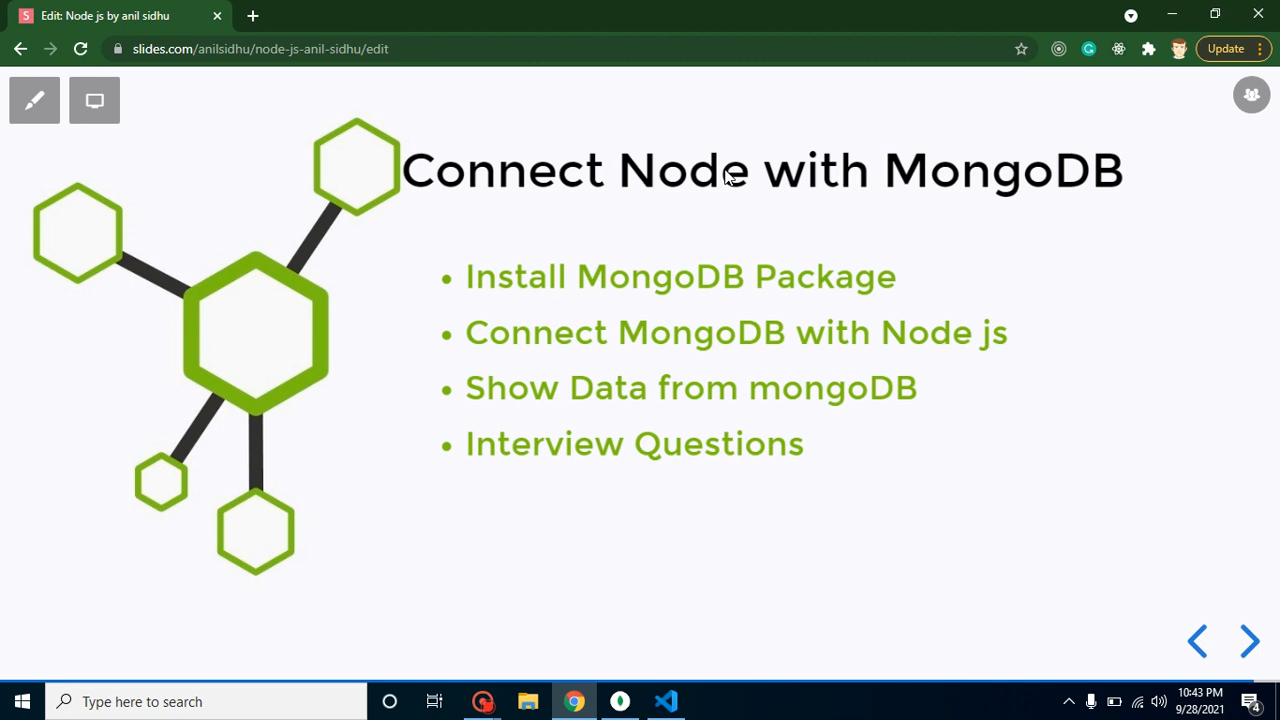 S Edit: Node js by anil sidhu
slides.com/anilsidhu/node-js-anil-sidhu/edit
Update
Connect Node with MongoDB
• Install MongoDB Package
• Connect MongoDB with Node js
• Show Data from mongoDB
• Interview Questions
Type here to search
10:43 PM
9/28/2021
4